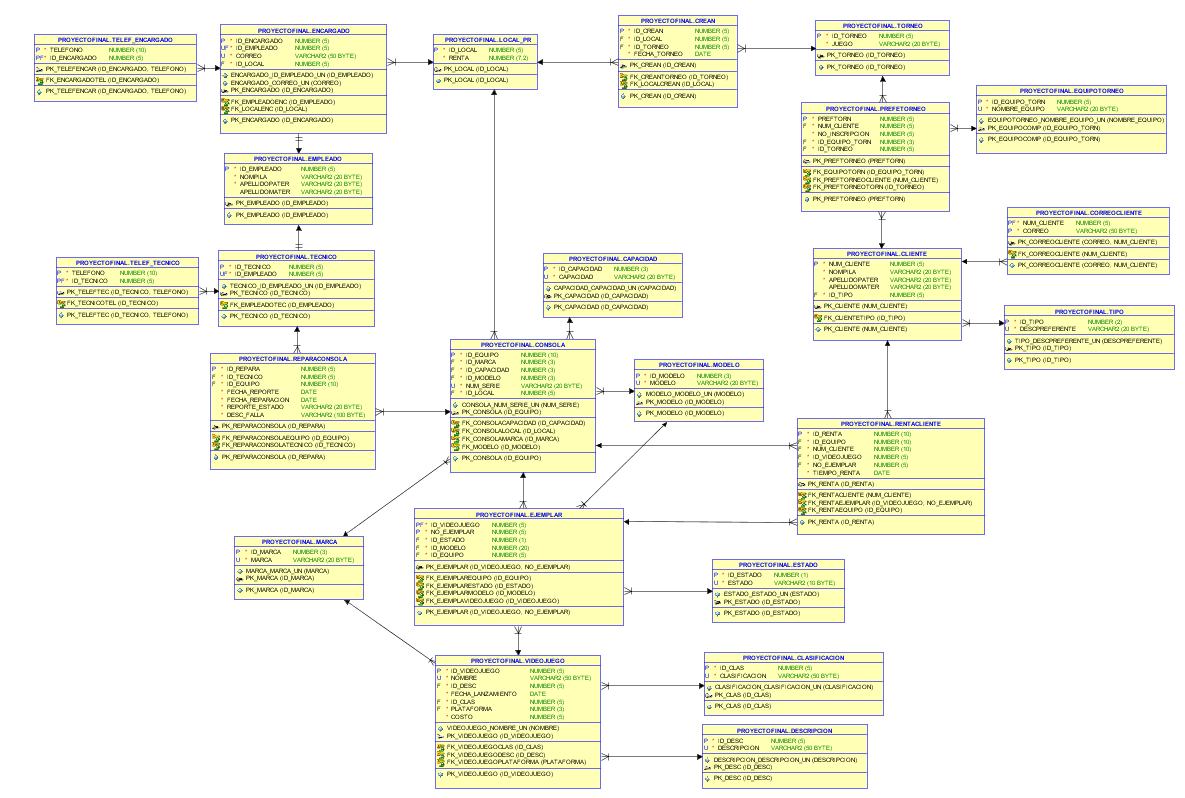 PROYECTOFINAL.TELEF_ENCARGADO
P * TELEFONO NUMBER (10)
PF* ID_ENCARGADO NUMBER (5)
PK_TELEFENCAR (ID_ENCARGADO, TELEFONO)
FK_ENCARGADOTEL (ID_ENCARGADO)
PK_TELEFENCAR (ID_ENCARGADO, TELEFONO)
PROYECTOFINAL.ENCARGADO
P * ID_ENCARGADO NUMBER (5)
UF* ID_EMPLEADO NUMBER (5)
U * CORREO VARCHAR2 (50 BYTE)
F * ID_LOCAL NUMBER (5)
ENCARGADO_ID_EMPLEADO_UN (ID_EMPLEADO)
ENCARGADO_CORREO_UN (CORREO)
PK_ENCARGADO (ID_ENCARGADO)
FK_EMPLEADOENC (ID_EMPLEADO)
FK_LOCALENC (ID_LOCAL)
PK_ENCARGADO (ID_ENCARGADO)
PROYECTOFINAL.LOCAL_PR
P * ID_LOCAL NUMBER (5)
* RENTA NUMBER (7,2)
PK_LOCAL (ID_LOCAL)
PK_LOCAL (ID_LOCAL)
PROYECTOFINAL.CREAN
P * ID_CREAN NUMBER (5)
F * ID_LOCAL NUMBER (5)
F * ID_TORNEO NUMBER (5)
* FECHA_TORNEO DATE
PK_CREAN (ID_CREAN)
FK_CREANTORNEO (ID_TORNEO)
FK_LOCALCREAN (ID_LOCAL)
PK_CREAN (ID_CREAN)
PROYECTOFINAL.TORNEO
P * ID_TORNEO NUMBER (5)
* JUEGO VARCHAR2 (20 BYTE)
PK_TORNEO (ID_TORNEO)
PK_TORNEO (ID_TORNEO)
PROYECTOFINAL.PREFETORNEO
P * PREFTORN NUMBER (5)
F * NUM_CLIENTE NUMBER (5)
* NO_INSCRIPCION NUMBER (5)
F * ID_EQUIPO_TORN NUMBER (3)
F * ID_TORNEO NUMBER (5)
PK_PREFTORNEO (PREFTORN)
FK_EQUIPOTORN (ID_EQUIPO_TORN)
FK_PREFTORNEOCLIENTE (NUM_CLIENTE)
FK_PREFTORNEOTORN (ID_TORNEO)
PK_PREFTORNEO (PREFTORN)
PROYECTOFINAL.EQUIPOTORNEO
P * ID_EQUIPO_TORN NUMBER (5)
U * NOMBRE_EQUIPO VARCHAR2 (20 BYTE)
EQUIPOTORNEO_NOMBRE_EQUIPO_UN (NOMBRE_EQUIPO)
PK_EQUIPOCOMP (ID_EQUIPO_TORN)
PK_EQUIPOCOMP (ID_EQUIPO_TORN)
PROYECTOFINAL.EMPLEADO
P * ID_EMPLEADO NUMBER (5)
* NOMPILA VARCHAR2 (20 BYTE)
* APELLIDOPATER VARCHAR2 (20 BYTE)
APELLIDOMATER VARCHAR2 (20 BYTE)
PK_EMPLEADO (ID_EMPLEADO)
PK_EMPLEADO (ID_EMPLEADO)
PROYECTOFINAL.CORREOCLIENTE
PF* NUM_CLIENTE NUMBER (5)
P * CORREO VARCHAR2 (50 BYTE)
PK_CORREOCLIENTE (CORREO, NUM_CLIENTE)
FK_CORREOCLIENTE (NUM_CLIENTE)
PK_CORREOCLIENTE (CORREO, NUM_CLIENTE)
PROYECTOFINAL.TELEF_TECNICO
P * TELEFONO NUMBER (10)
PF* ID_TECNICO NUMBER (5)
PK_TELEFTEC (ID_TECNICO, TELEFONO)
FK_TECNICOTEL (ID_TECNICO)
PK_TELEFTEC (ID_TECNICO, TELEFONO)
PROYECTOFINAL.TECNICO
P * ID_TECNICO NUMBER (5)
UF* ID_EMPLEADO NUMBER (5)
TECNICO_ID_EMPLEADO_UN (ID_EMPLEADO)
PK_TECNICO (ID_TECNICO)
FK_EMPLEADOTEC (ID_EMPLEADO)
PK_TECNICO (ID_TECNICO)
PROYECTOFINAL.CAPACIDAD
P * ID_CAPACIDAD NUMBER (3)
U * CAPACIDAD VARCHAR2 (20 BYTE)
CAPACIDAD_CAPACIDAD_UN (CAPACIDAD)
PK_CAPACIDAD (ID_CAPACIDAD)
PK_CAPACIDAD (ID_CAPACIDAD)
PROYECTOFINAL.CLIENTE
P * NUM_CLIENTE NUMBER (5)
* NOMPILA VARCHAR2 (20 BYTE)
* APELLIDOPATER VARCHAR2 (20 BYTE)
APELLIDOMATER VARCHAR2 (20 BYTE)
F * ID_TIPO NUMBER (5)
PK_CLIENTE (NUM_CLIENTE)
FK_CLIENTETIPO (ID_TIPO)
PK_CLIENTE (NUM_CLIENTE)
PROYECTOFINAL.TIPO
P * ID_TIPO NUMBER (2)
U * DESCPREFERENTE VARCHAR2 (20 BYTE)
TIPO_DESCPREFERENTE_UN (DESCPREFERENTE)
PK_TIPO (ID_TIPO)
PK_TIPO (ID_TIPO)
PROYECTOFINAL.REPARACONSOLA
P * ID_REPARA NUMBER (5)
F * ID_TECNICO NUMBER (5)
F * ID_EQUIPO NUMBER (10)
* FECHA_REPORTE DATE
* FECHA_REPARACION DATE
* REPORTE_ESTADO VARCHAR2 (20 BYTE)
* DESC_FALLA VARCHAR2 (100 BYTE)
PK_REPARACONSOLA (ID_REPARA)
FK_REPARACONSOLAEQUIPO (ID_EQUIPO)
FK_REPARACONSOLATECNICO (ID_TECNICO)
PK_REPARACONSOLA (ID_REPARA)
PROYECTOFINAL.CONSOLA
P * ID_EQUIPO NUMBER (10)
F * ID_MARCA NUMBER (3)
F * ID_CAPACIDAD NUMBER (3)
F * ID_MODELO NUMBER (3)
U * NUM_SERIE VARCHAR2 (20 BYTE)
F * ID_LOCAL NUMBER (5)
CONSOLA_NUM_SERIE_UN (NUM_SERIE)
PK_CONSOLA (ID_EQUIPO)
FK_CONSOLACAPACIDAD (ID_CAPACIDAD)
FK_CONSOLALOCAL (ID_LOCAL)
FK_CONSOLAMARCA (ID_MARCA)
FK_MODELO (ID_MODELO)
PK_CONSOLA (ID_EQUIPO)
PROYECTOFINAL.MODELO
P * ID_MODELO NUMBER (3)
U * MODELO VARCHAR2 (20 BYTE)
MODELO_MODELO_UN (MODELO)
PK_MODELO (ID_MODELO)
PK_MODELO (ID_MODELO)
PROYECTOFINAL.RENTACLIENTE
P * ID_RENTA NUMBER (10)
F * ID_EQUIPO NUMBER (10)
F * NUM_CLIENTE NUMBER (10)
F * ID_VIDEOJUEGO NUMBER (5)
F * NO_EJEMPLAR NUMBER (5)
* TIEMPO_RENTA DATE
PK_RENTA (ID_RENTA)
FK_RENTACLIENTE (NUM_CLIENTE)
FK_RENTAEJEMPLAR (ID_VIDEOJUEGO, NO_EJEMPLAR)
FK_RENTAEQUIPO (ID_EQUIPO)
PK_RENTA (ID_RENTA)
PROYECTOFINAL.MARCA
P * ID_MARCA NUMBER (3)
U * MARCA VARCHAR2 (20 BYTE)
MARCA_MARCA_UN (MARCA)
PK_MARCA (ID_MARCA)
PK_MARCA (ID_MARCA)
PROYECTOFINAL.EJEMPLAR
PF* ID_VIDEOJUEGO NUMBER (5)
P * NO_EJEMPLAR NUMBER (5)
F * ID_ESTADO NUMBER (1)
F * ID_MODELO NUMBER (20)
F * ID_EQUIPO NUMBER (5)
PK_EJEMPLAR (ID_VIDEOJUEGO, NO_EJEMPLAR)
FK_EJEMPLAREQUIPO (ID_EQUIPO)
FK_EJEMPLARESTADO (ID_ESTADO)
FK_EJEMPLARMODELO (ID_MODELO)
FK_EJEMPLAVIDEOJUEGO (ID_VIDEOJUEGO)
PK_EJEMPLAR (ID_VIDEOJUEGO, NO_EJEMPLAR)
PROYECTOFINAL.ESTADO
P * ID_ESTADO NUMBER (1)
U * ESTADO VARCHAR2 (10 BYTE)
ESTADO_ESTADO_UN (ESTADO)
PK_ESTADO (ID_ESTADO)
PK_ESTADO (ID_ESTADO)
PROYECTOFINAL.VIDEOJUEGO
P * ID_VIDEOJUEGO NUMBER (5)
U * NOMBRE VARCHAR2 (50 BYTE)
F * ID_DESC NUMBER (5)
* FECHA_LANZAMIENTO DATE
F * ID_CLAS NUMBER (5)
F * PLATAFORMA NUMBER (3)
* COSTO NUMBER (5)
VIDEOJUEGO_NOMBRE_UN (NOMBRE)
PK_VIDEOJUEGO (ID_VIDEOJUEGO)
FK_VIDEOJUEGOCLAS (ID_CLAS)
FK_VIDEOJUEGODESC (ID_DESC)
FK_VIDEOJUEGOPLATAFORMA (PLATAFORMA)
PK_VIDEOJUEGO (ID_VIDEOJUEGO)
PROYECTOFINAL.CLASIFICACION
P * ID_CLAS NUMBER (5)
U * CLASIFICACION VARCHAR2 (50 BYTE)
CLASIFICACION_CLASIFICACION_UN (CLASIFICACION)
PK_CLAS (ID_CLAS)
PK_CLAS (ID_CLAS)
PROYECTOFINAL.DESCRIPCION
P * ID_DESC NUMBER (5)
U * DESCRIPCION VARCHAR2 (50 BYTE)
DESCRIPCION_DESCRIPCION_UN (DESCRIPCION)
PK_DESC (ID_DESC)
PK_DESC (ID_DESC)